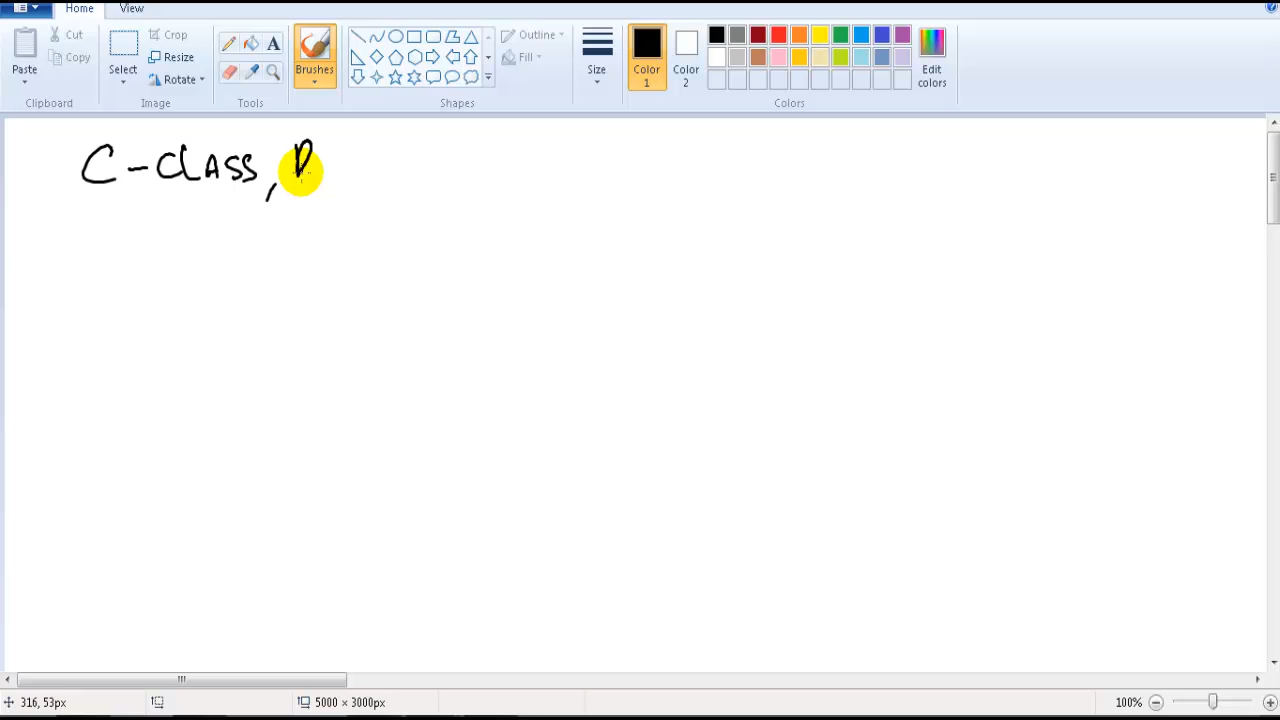 Home View
Cut
Copy
Paste
Clipboard
Select
Crop
Resize
Rotate
Image
Tools
Brushes
Shapes
Outline
Fill
Size
Color 1
Color 2
Edit colors
Colors
C-Class,
316, 53px
5000 × 3000px
100%